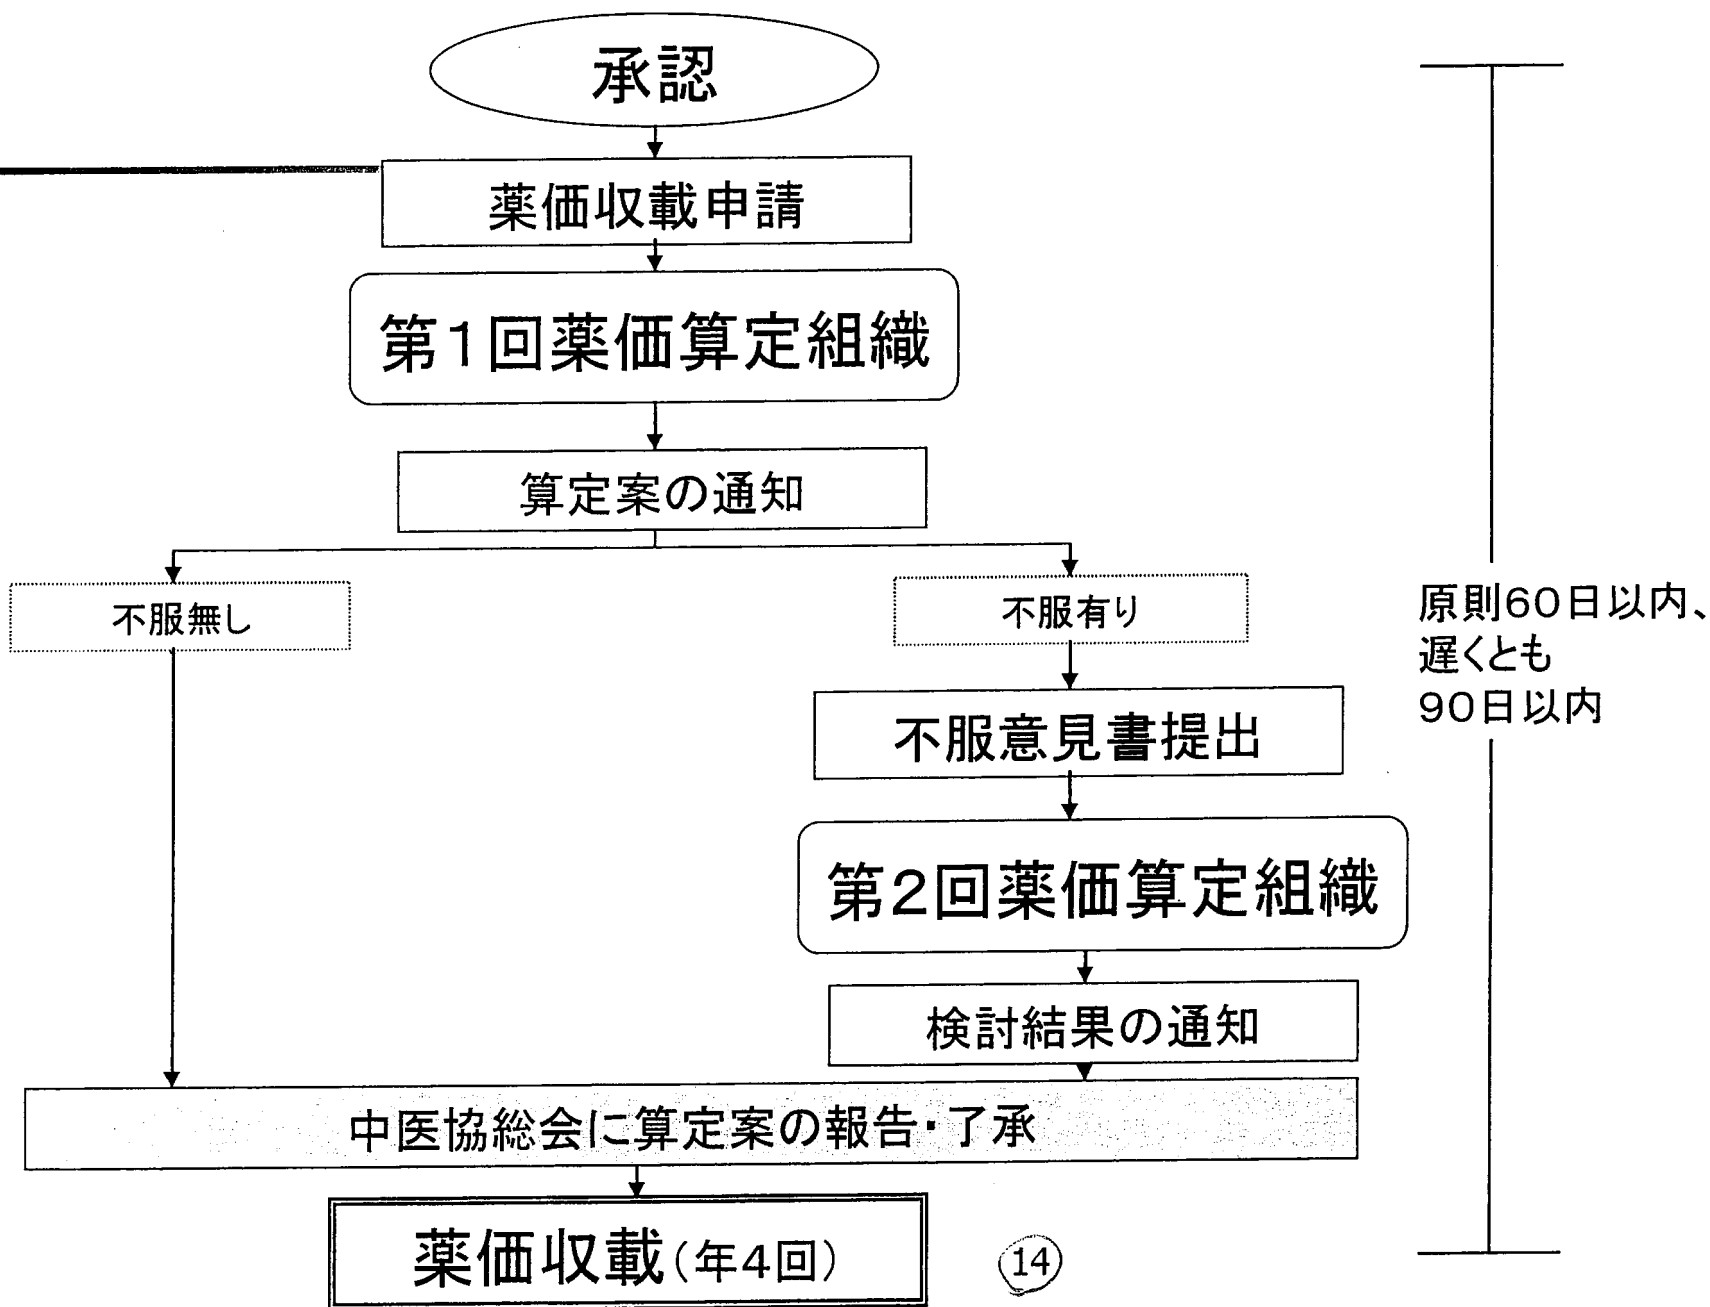 承認
薬価収載申請
第1回薬価算定組織
算定案の通知
不服無し
不服有り
原則60日以内、
遅くとも
90日以内
不服意見書提出
第2回薬価算定組織
検討結果の通知
中医協総会に算定案の報告・了承
薬価収載(年4回)
14